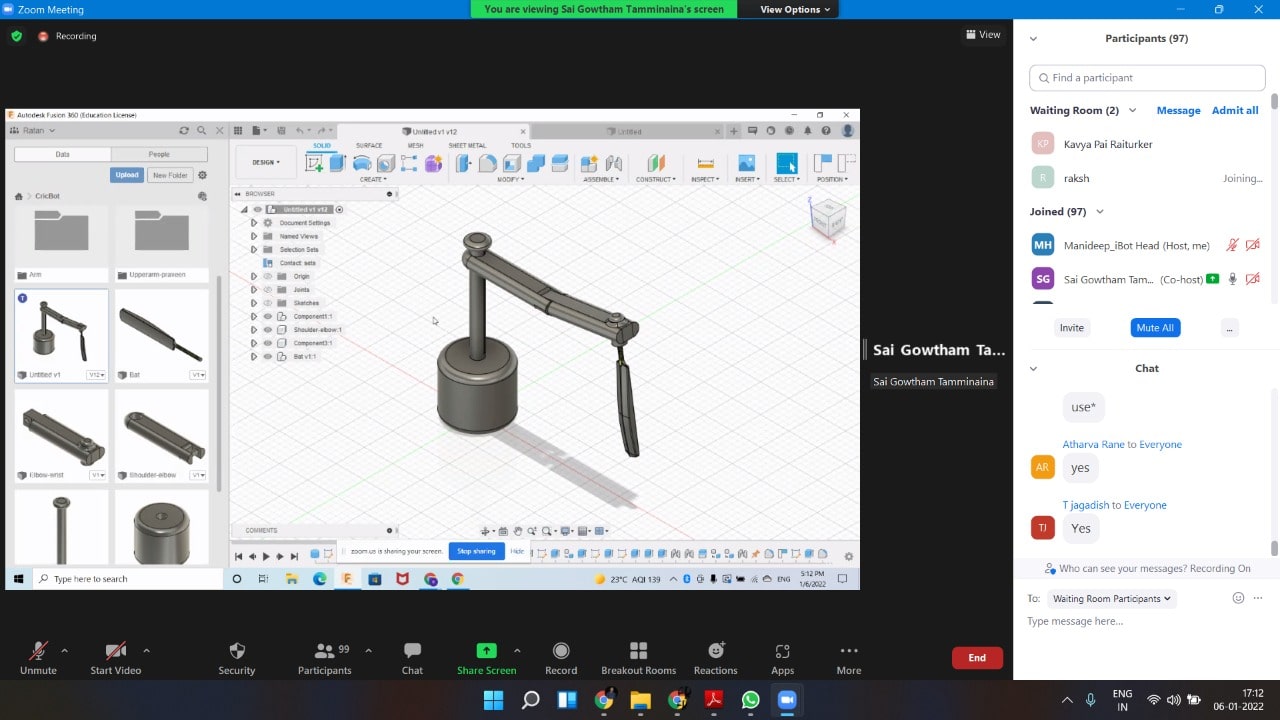 Zoom Meeting
You are viewing Sai Gowtham Tamminaina's screen
View Options
Recording
View
Autodesk Fusion 360 (Education License)
Ratan
Untitled v1 v12
Untitled
Data
People
Upload
New Folder
CricBot
Arm
Upperarm-praveen
Untitled v1
V12
Bat
V1
Elbow-wrist
V1
Shoulder-elbow
V1
DESIGN
SOLID
SURFACE
MESH
SHEET METAL
TOOLS
CREATE
MODIFY
ASSEMBLE
CONSTRUCT
INSPECT
INSERT
SELECT
POSITION
BROWSER
Untitled v1 v12
Document Settings
Named Views
Selection Sets
Contact sets
Origin
Joints
Sketches
Component1:1
Shoulder-elbow:1
Component3:1
Bat v1:1
COMMENTS
zoom.us is sharing your screen.
Stop sharing
Hide
Type here to search
23°C AQI 139
ENG
5:12 PM
1/6/2022
Sai Gowtham Ta...
Sai Gowtham Tamminaina
Participants (97)
Find a participant
Waiting Room (2)
Message
Admit all
KP
Kavya Pai Raiturker
R
raksh
Joining...
Joined (97)
MH
Manideep_iBot Head (Host, me)
SG
Sai Gowtham Tam... (Co-host)
Invite
Mute All
...
Chat
use*
Atharva Rane to Everyone
AR
yes
T jagadish to Everyone
TJ
Yes
Who can see your messages? Recording On
To:
Waiting Room Participants
Type message here...
Unmute
Start Video
Security
Participants
99
Chat
Share Screen
Record
Breakout Rooms
Reactions
Apps
More
End
ENG
IN
17:12
06-01-2022